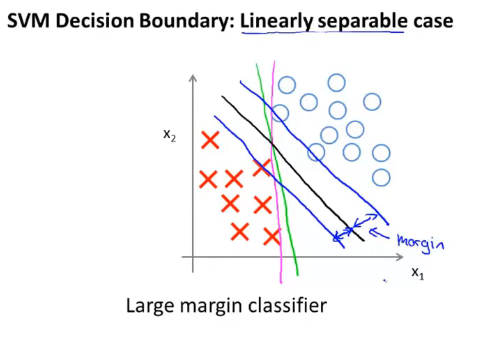 SVM Decision Boundary: Linearly separable case
x2
margin
x1
Large margin classifier